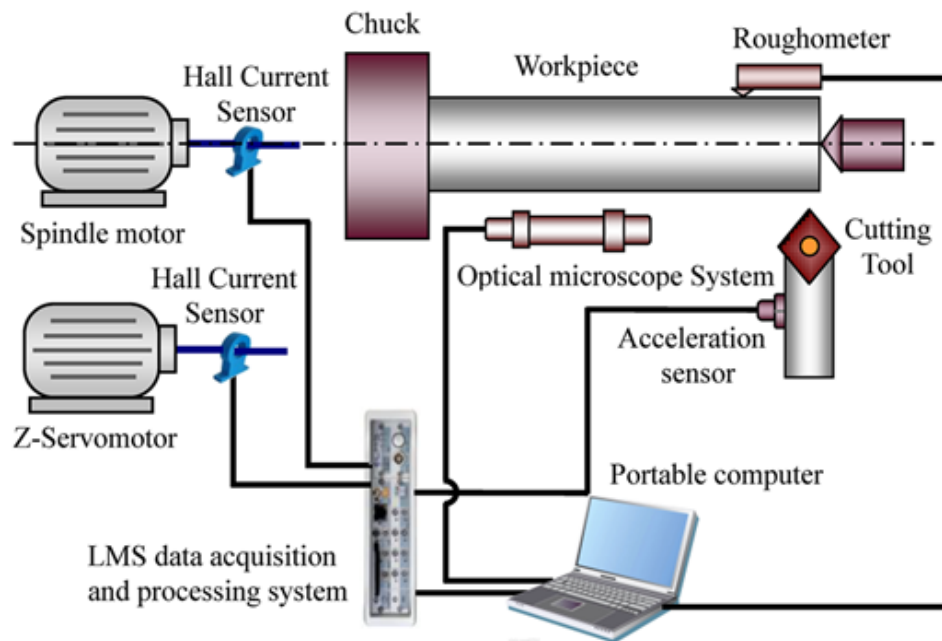 Chuck
Roughometer
Workpiece
Hall Current
Sensor
Spindle motor
Cutting
Tool
Optical microscope System
Hall Current
Sensor
Acceleration
sensor
Z-Servomotor
Portable computer
LMS data acquisition
and processing system